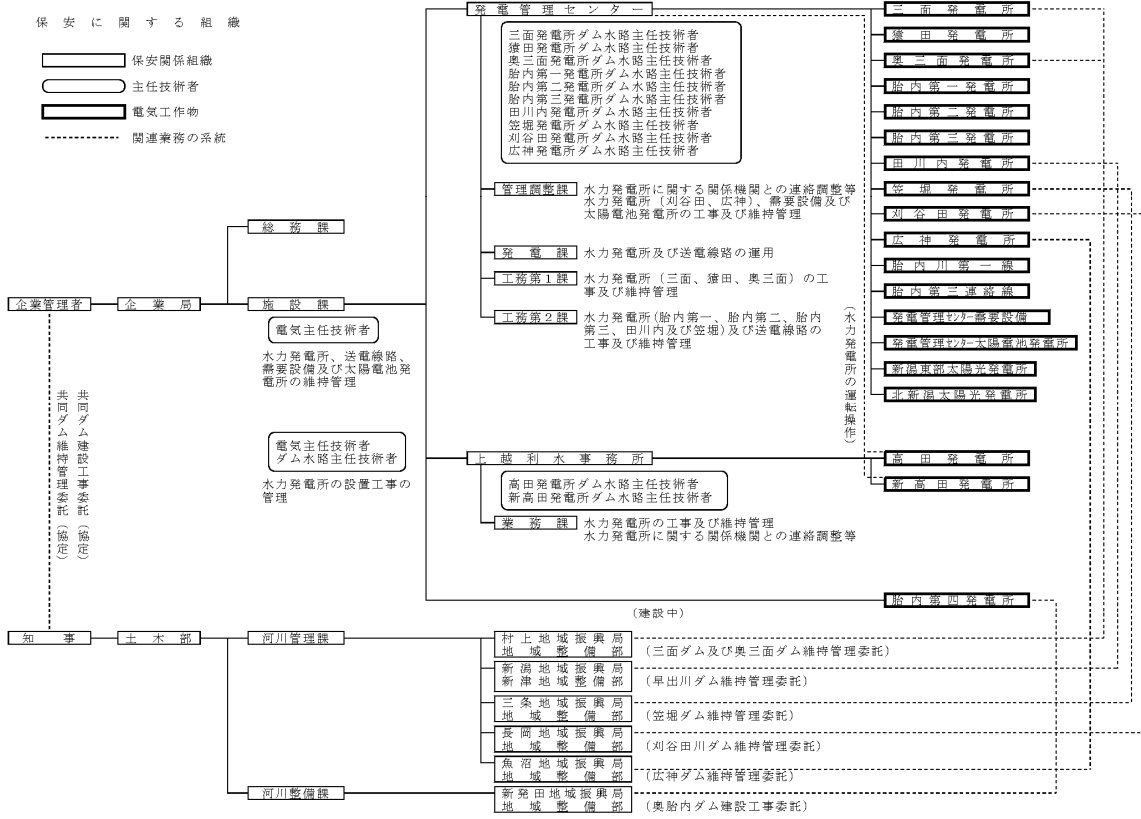 保安に関する組織
保安関係組織
主任技術者
電気工作物
関連業務の系統
企業管理者
企業局
総務課
施設課
電気主任技術者
水力発電所、送電線路、
需要設備及び太陽電池発
電所の維持管理
電気主任技術者
ダム水路主任技術者
水力発電所の設置工事の
管理
共同ダム建設工事委託(協定)
共同ダム維持管理委託(協定)
発電管理センター
三面発電所ダム水路主任技術者
猿田発電所ダム水路主任技術者
奥三面発電所ダム水路主任技術者
胎内第一発電所ダム水路主任技術者
胎内第二発電所ダム水路主任技術者
胎内第三発電所ダム水路主任技術者
田川内発電所ダム水路主任技術者
笠堀発電所ダム水路主任技術者
刈谷田発電所ダム水路主任技術者
広神発電所ダム水路主任技術者
管理調整課
水力発電所に関する関係機関との連絡調整等
水力発電所(刈谷田、広神)、需要設備及び
太陽電池発電所の工事及び維持管理
発電課
水力発電所及び送電線路の運用
工務第1課
水力発電所(三面、猿田、奥三面)の工
事及び維持管理
工務第2課
水力発電所(胎内第一、胎内第二、胎内
第三、田川内及び笠堀)及び送電線路の
工事及び維持管理
上越利水事務所
高田発電所ダム水路主任技術者
新高田発電所ダム水路主任技術者
業務課
水力発電所の工事及び維持管理
水力発電所に関する関係機関との連絡調整等
(水力発電所の運転操作)
三面発電所
猿田発電所
奥三面発電所
胎内第一発電所
胎内第二発電所
胎内第三発電所
田川内発電所
笠堀発電所
刈谷田発電所
広神発電所
胎内川第一線
胎内第三連絡線
発電管理センター需要設備
発電管理センター太陽電池発電所
新潟東部太陽光発電所
北新潟太陽光発電所
高田発電所
新高田発電所
胎内第四発電所
(建設中)
知事
土木部
河川管理課
村上地域振興局
地域整備部
(三面ダム及び奥三面ダム維持管理委託)
新潟地域振興局
新津地域整備部
(早出川ダム維持管理委託)
三条地域振興局
地域整備部
(笠堀ダム維持管理委託)
長岡地域振興局
地域整備部
(刈谷田川ダム維持管理委託)
魚沼地域振興局
地域整備部
(広神ダム維持管理委託)
河川整備課
新発田地域振興局
地域整備部
(奥胎内ダム建設工事委託)